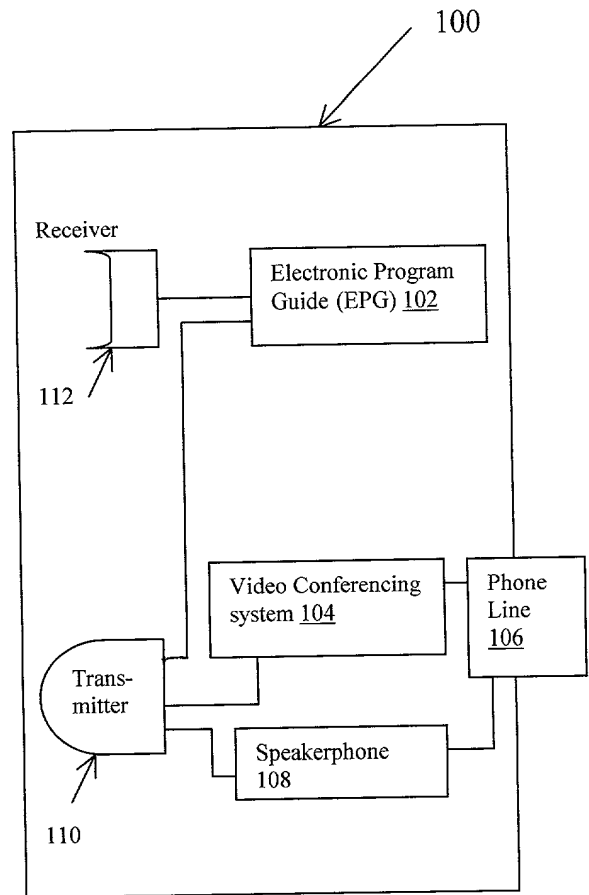 100
Receiver
Electronic Program
Guide (EPG) 102
112
Video Conferencing
system 104
Phone
Line
106
Trans-
mitter
Speakerphone
108
110